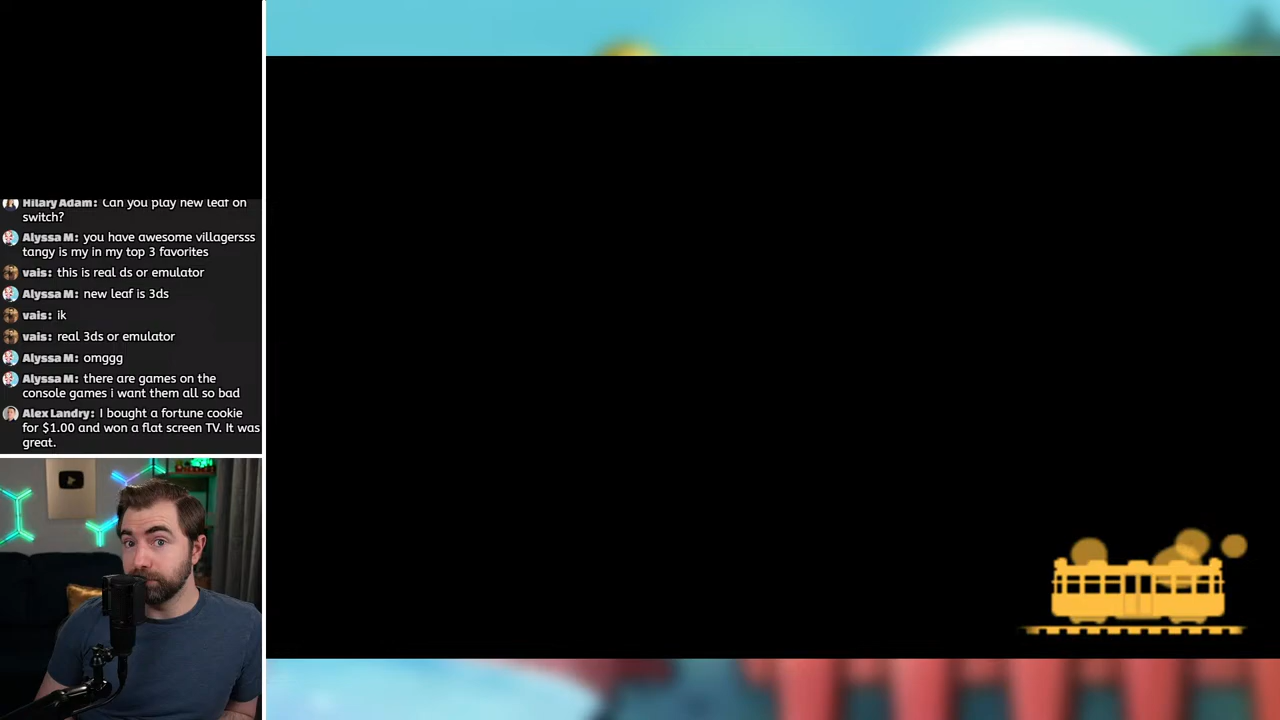 Hilary Adam: Can you play new leaf on
switch?
Alyssa M: you have awesome villagersss
tangy is my in my top 3 favorites
vais: this is real ds or emulator
Alyssa M: new leaf is 3ds
vais: ik
vais: real 3ds or emulator
Alyssa M: omggg
Alyssa M: there are games on the
console games i want them all so bad
Alex Landry: I bought a fortune cookie
for $1.00 and won a flat screen TV. It was
great.